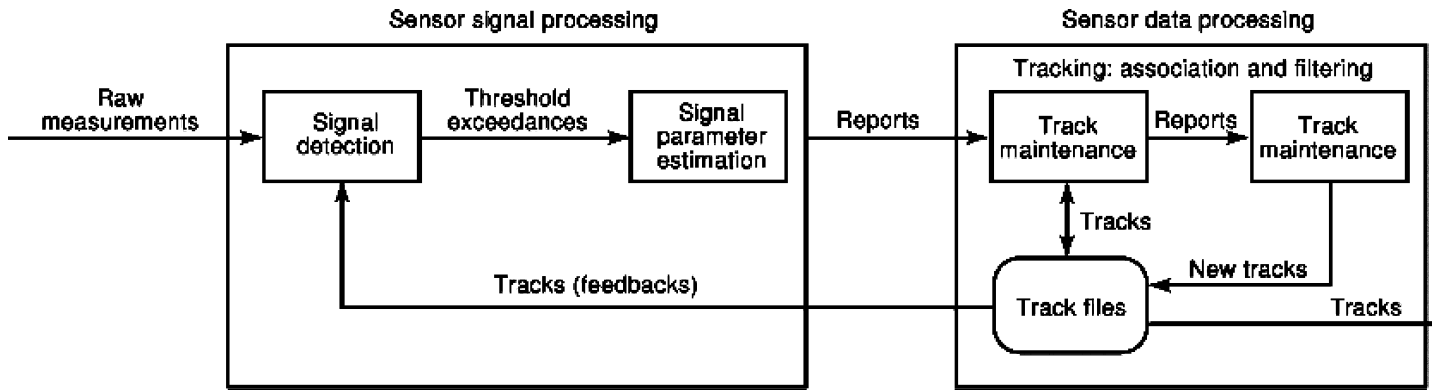 Sensor signal processing
Sensor data processing
Tracking: association and filtering
Raw
measurements
Signal
detection
Threshold
exceedances
Signal
parameter
estimation
Reports
Track
maintenance
Reports
Track
maintenance
Tracks
New tracks
Tracks (feedbacks)
Track files
Tracks